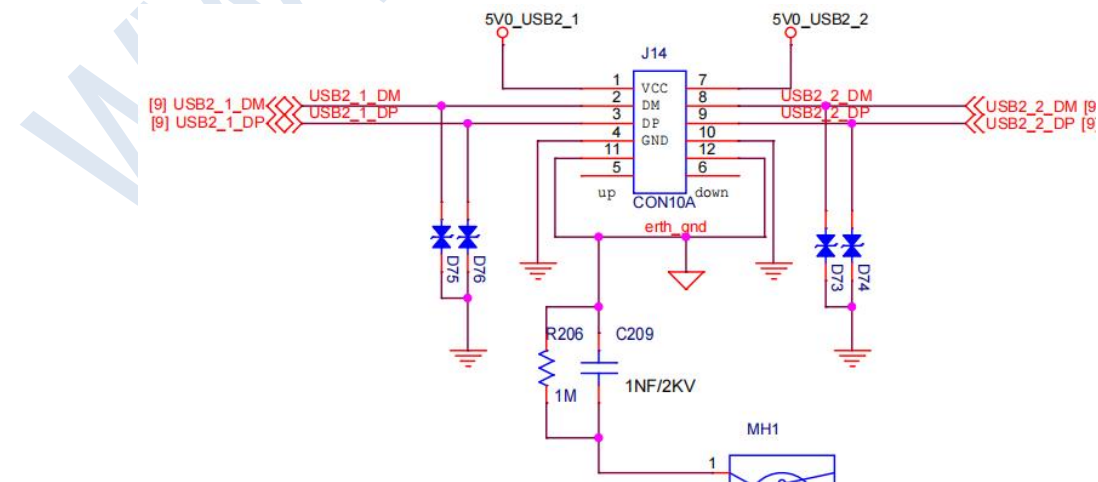 5V0_USB2_1 5V0_USB2_2
J14
1 VCC 7
[9] USB2_1_DM USB2_1_DM 2 DM 8 USB2_2_DM USB2_2_DM [9
[9] USB2_1_DP USB2_1_DP 3 DP 9 USB2_2_DP USB2_2_DP [9]
4 GND 10
11 12
5 6
up down
CON10A
erth_gnd
D75 D76 D73 D74
R206 C209
1M 1NF/2KV
MH1
1